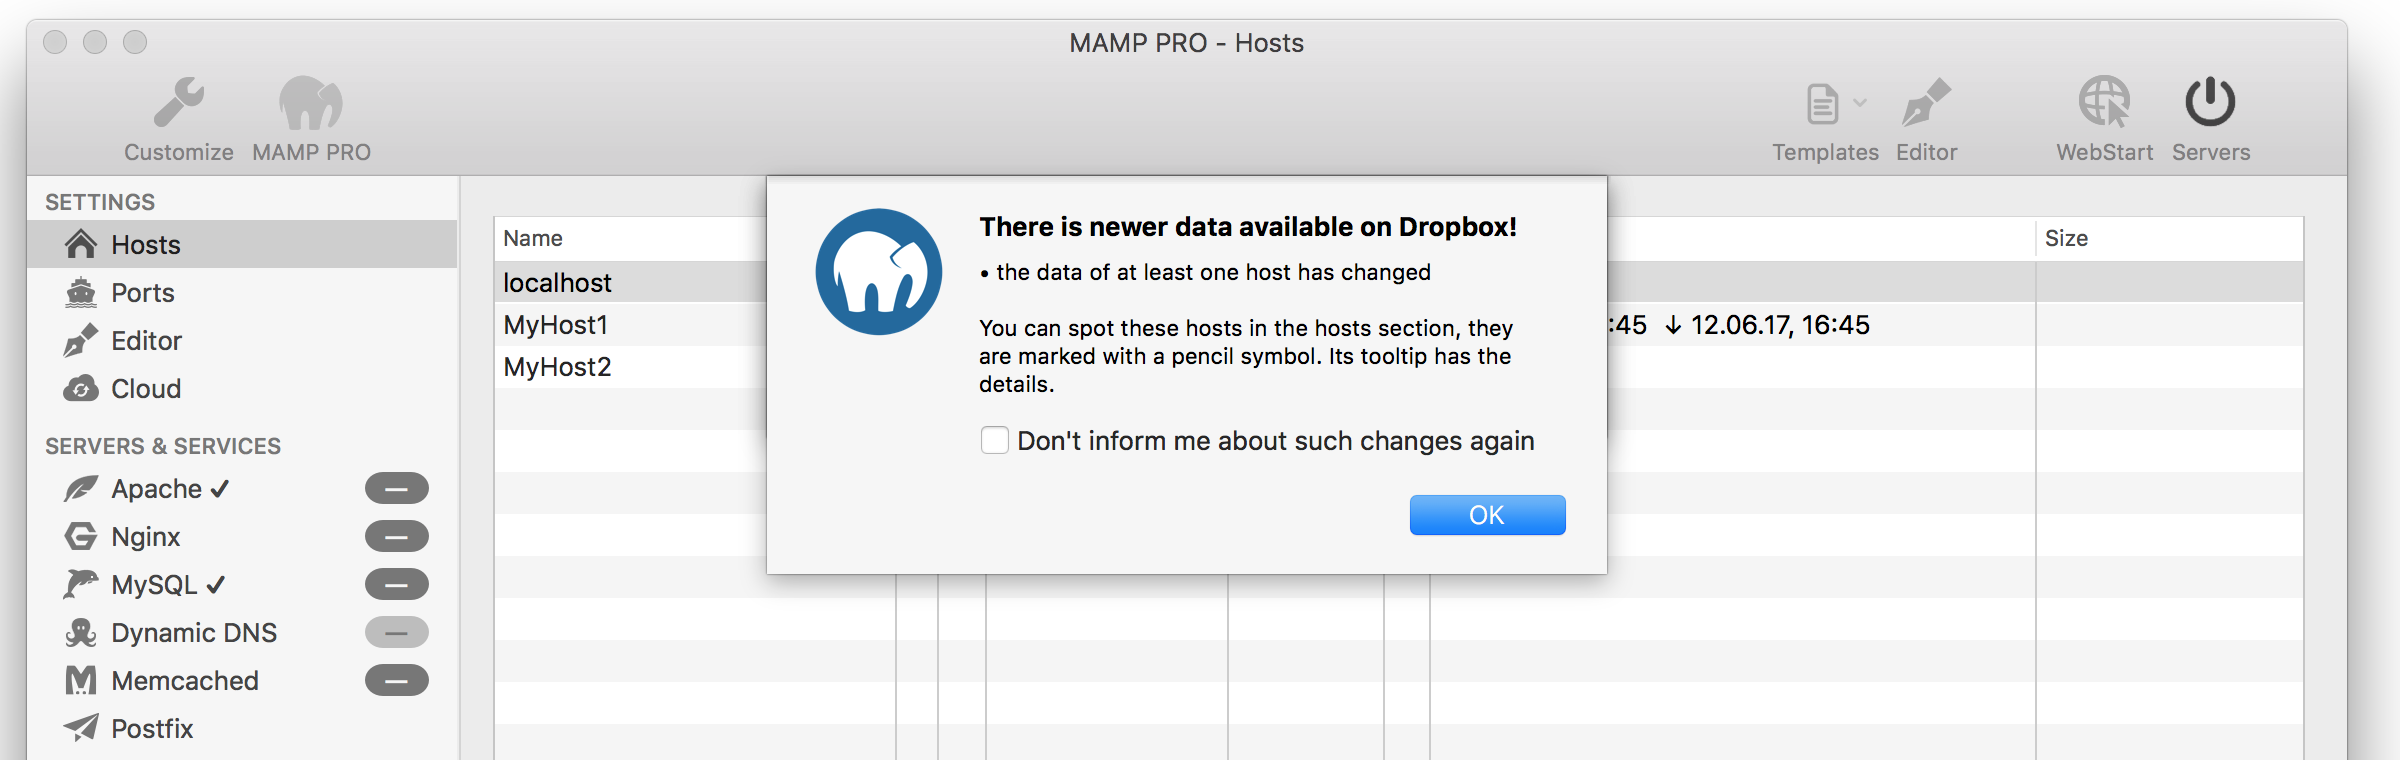 MAMP PRO - Hosts
Customize MAMP PRO Templates Editor WebStart Servers
SETTINGS
Hosts
Ports
Editor
Cloud
SERVERS & SERVICES
Apache ✓
Nginx
MySQL ✓
Dynamic DNS
Memcached
Postfix
Name Size
localhost
MyHost1 :45 ↓ 12.06.17, 16:45
MyHost2
There is newer data available on Dropbox!
• the data of at least one host has changed
You can spot these hosts in the hosts section, they
are marked with a pencil symbol. Its tooltip has the
details.
Don't inform me about such changes again
OK